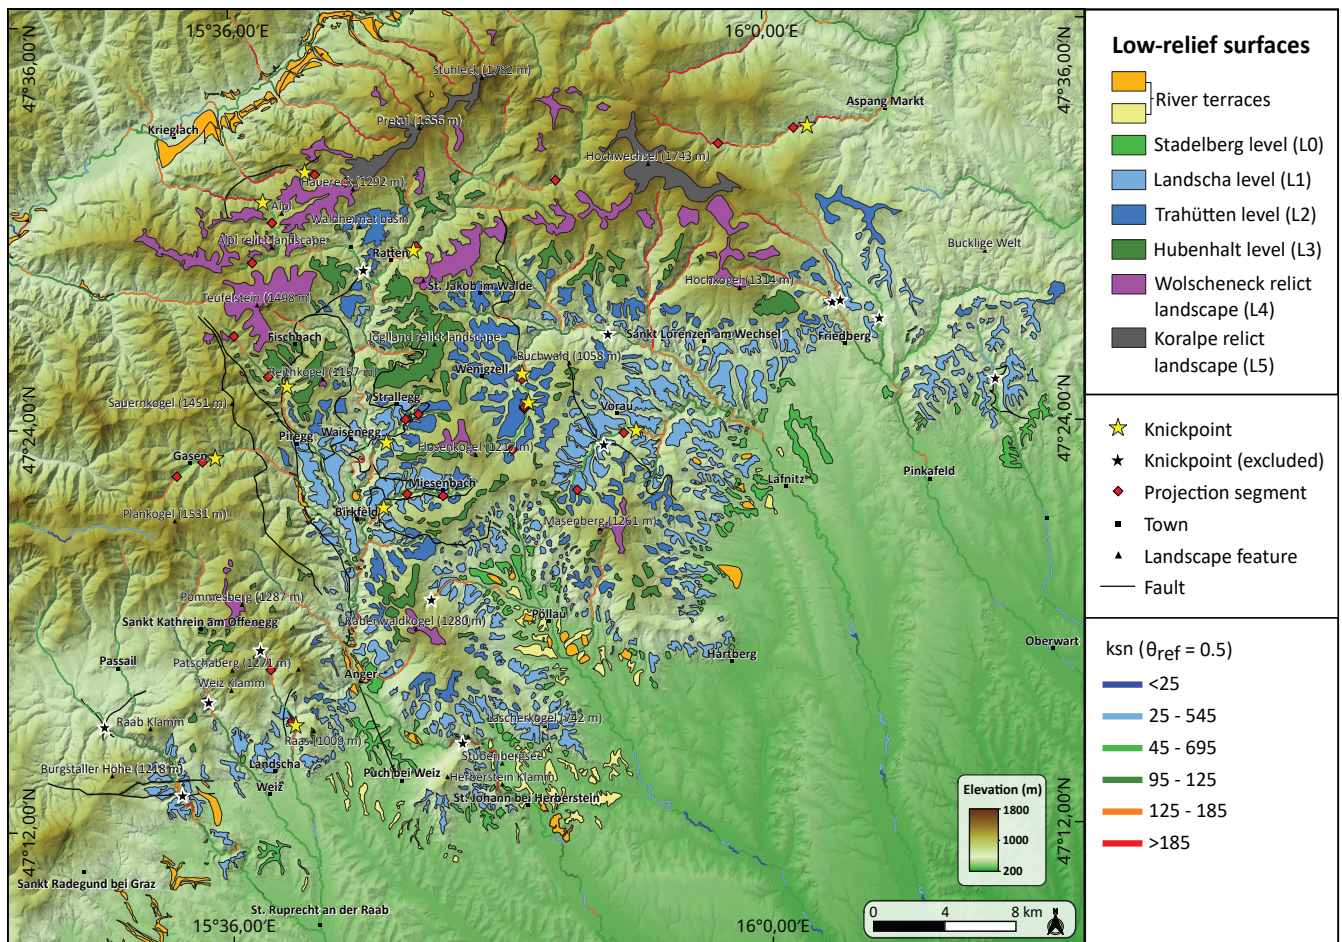 15°36,00′E
16°0,00′E
47°36,00′N
47°36,00′N
Stuhleck (1782 m)
Aspang Markt
Krieglach
Hochwechsel (1743 m)
Hauereck (1292 m)
Alpl
Waldheimat basin
Alpl relict landscape
Ratten
Bucklige Welt
St. Jakob im Walde
Hochkogel (1314 m)
Teufelstein (1498 m)
Fischbach
Joglland relict landscape
Sankt Lorenzen am Wechsel
Friedberg
Buchwald (1058 m)
Wenigzell
Strallegg
Sauernkogel (1451 m)
Vorau
47°24,00′N
47°24,00′N
Waisenegg
Piregg
Gasen
Pinkafeld
Lafnitz
Miesenbach
Birkfeld
Plankogel (1531 m)
Masenberg (1261 m)
Pommesberg (1287 m)
Sankt Kathrein am Offenegg
Rabenwaldkogel (1280 m)
Pöllau
Oberwart
Hartberg
Passail
Patschaberg (1271 m)
Anger
Weiz Klamm
Raab Klamm
Lascherkogel (742 m)
Raas (1009 m)
Stubenbergsee
Burgstaller Höhe (1218 m)
Landscha
Puch bei Weiz
Herberstein Klamm
Weiz
St. Johann bei Herberstein
47°12,00′N
47°12,00′N
Sankt Radegund bei Graz
St. Ruprecht an der Raab
15°36,00′E
16°0,00′E
Elevation (m)
1800
1000
200
0 4 8 km
N
Low-relief surfaces
River terraces
Stadelberg level (L0)
Landscha level (L1)
Trahütten level (L2)
Hubenhalt level (L3)
Wolscheneck relict
landscape (L4)
Koralpe relict
landscape (L5)
Knickpoint
Knickpoint (excluded)
Projection segment
Town
Landscape feature
Fault
ksn (θref = 0.5)
<25
25 - 545
45 - 695
95 - 125
125 - 185
>185